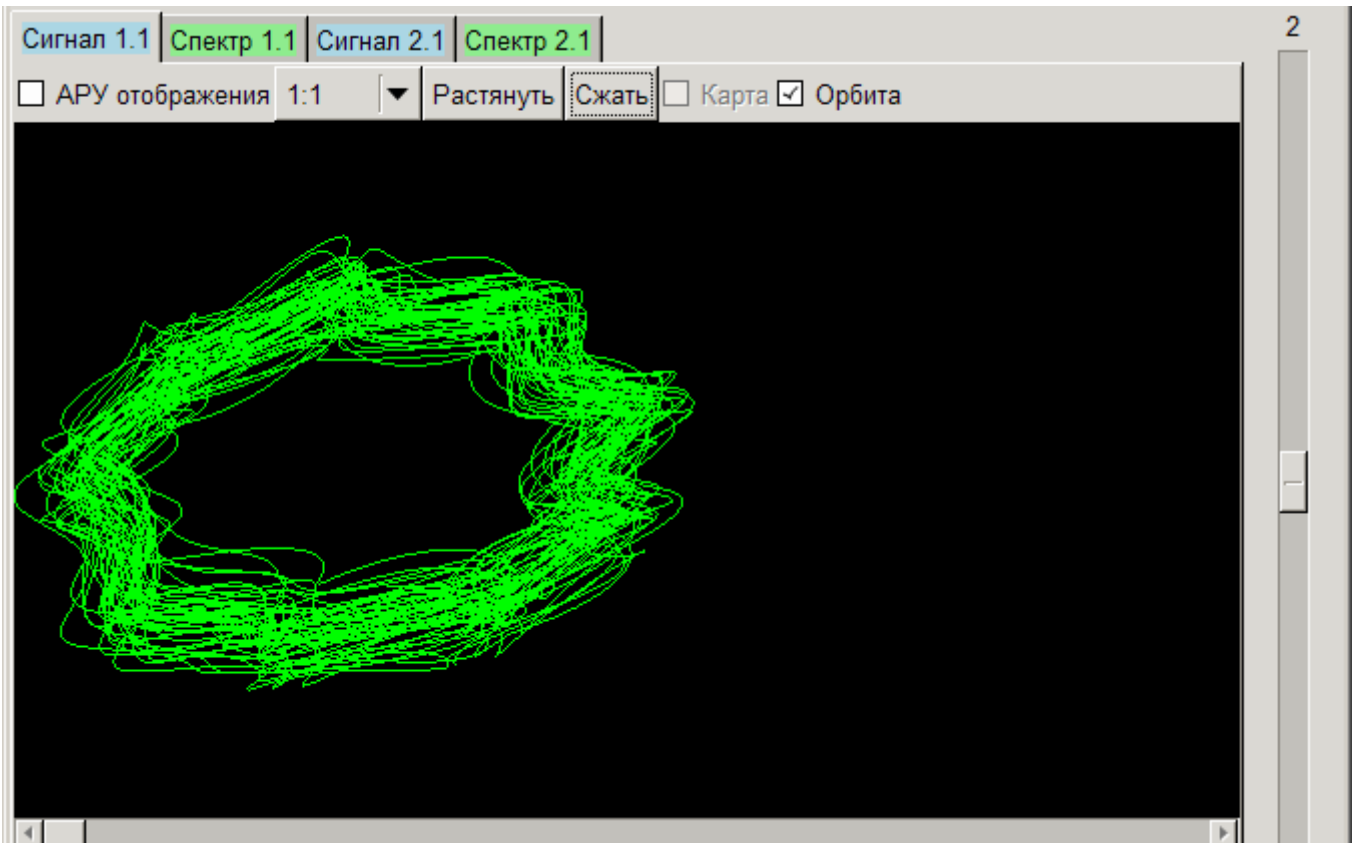 Сигнал 1.1 Спектр 1.1 Сигнал 2.1 Спектр 2.1 2
АРУ отображения 1:1 Растянуть Сжать Карта Орбита